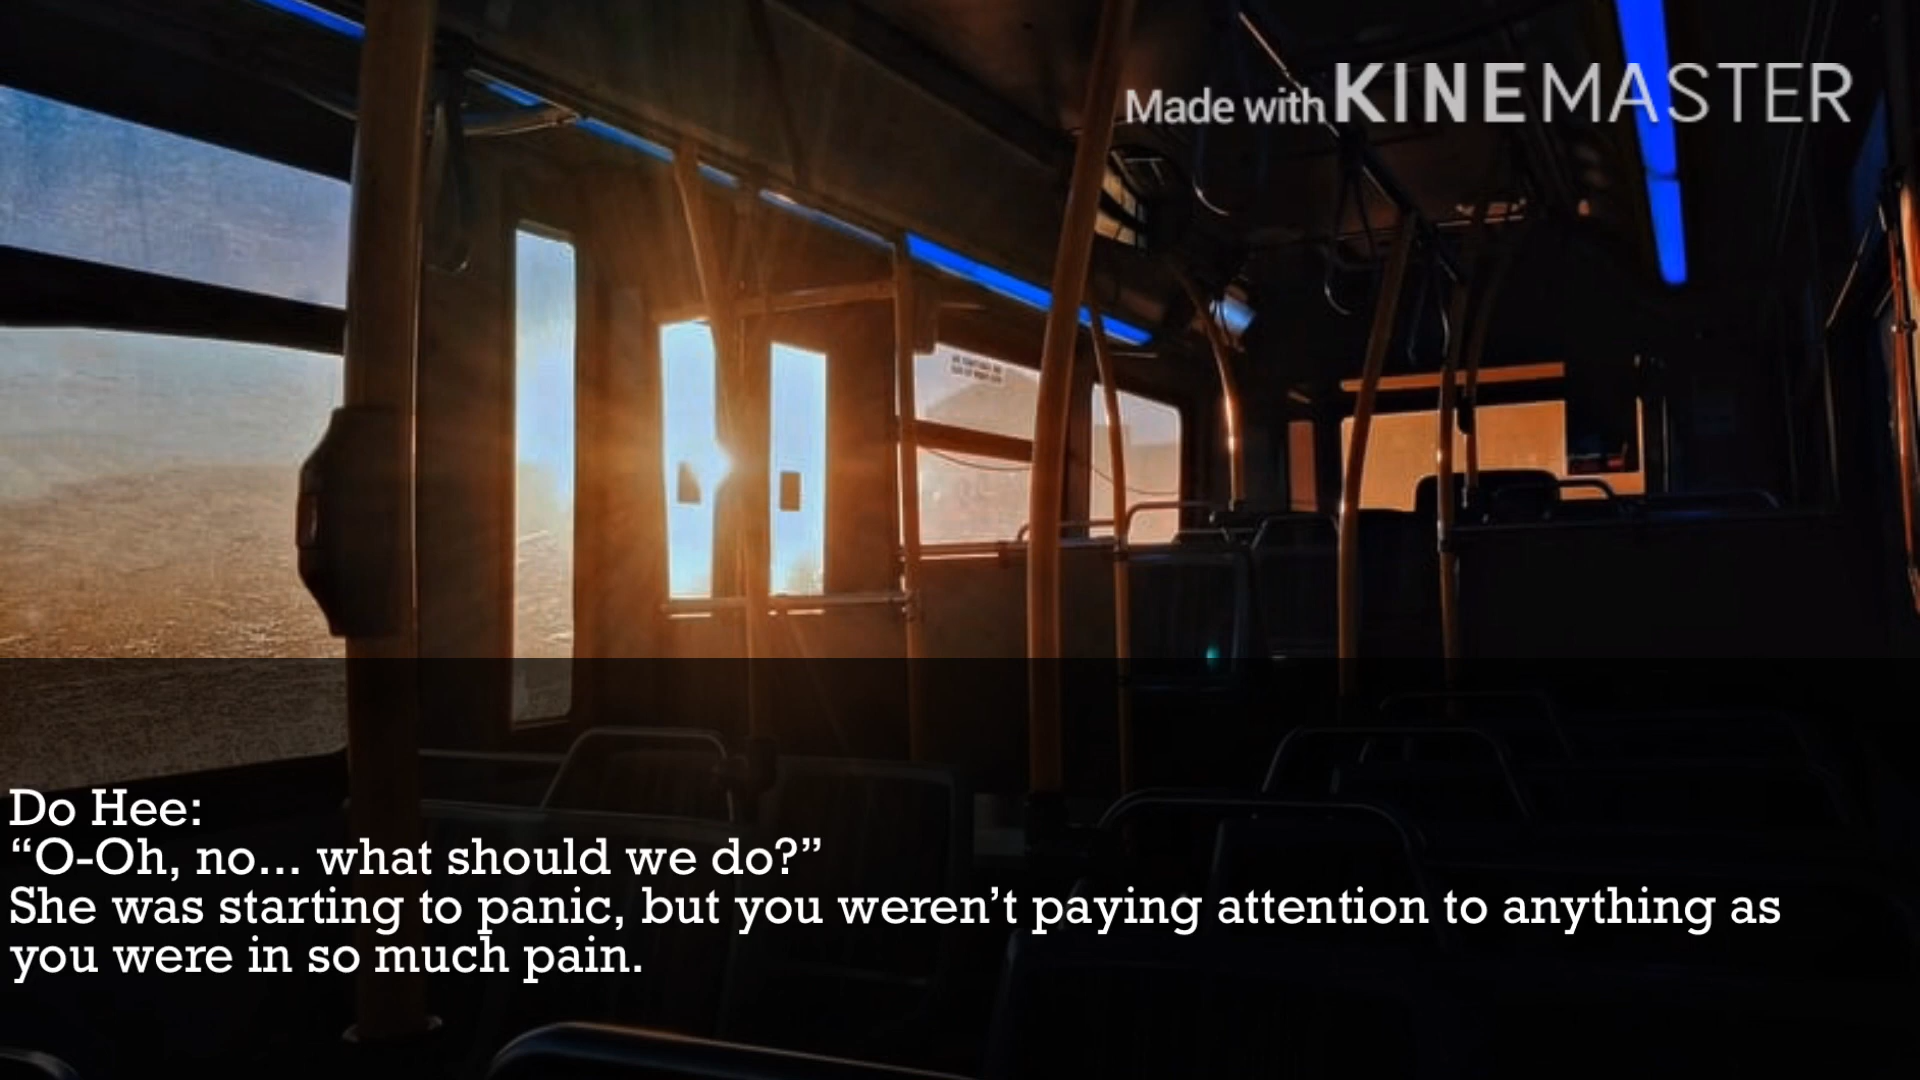 Made with KINEMASTER
Do Hee:
“O-Oh, no... what should we do?”
She was starting to panic, but you weren’t paying attention to anything as
you were in so much pain.